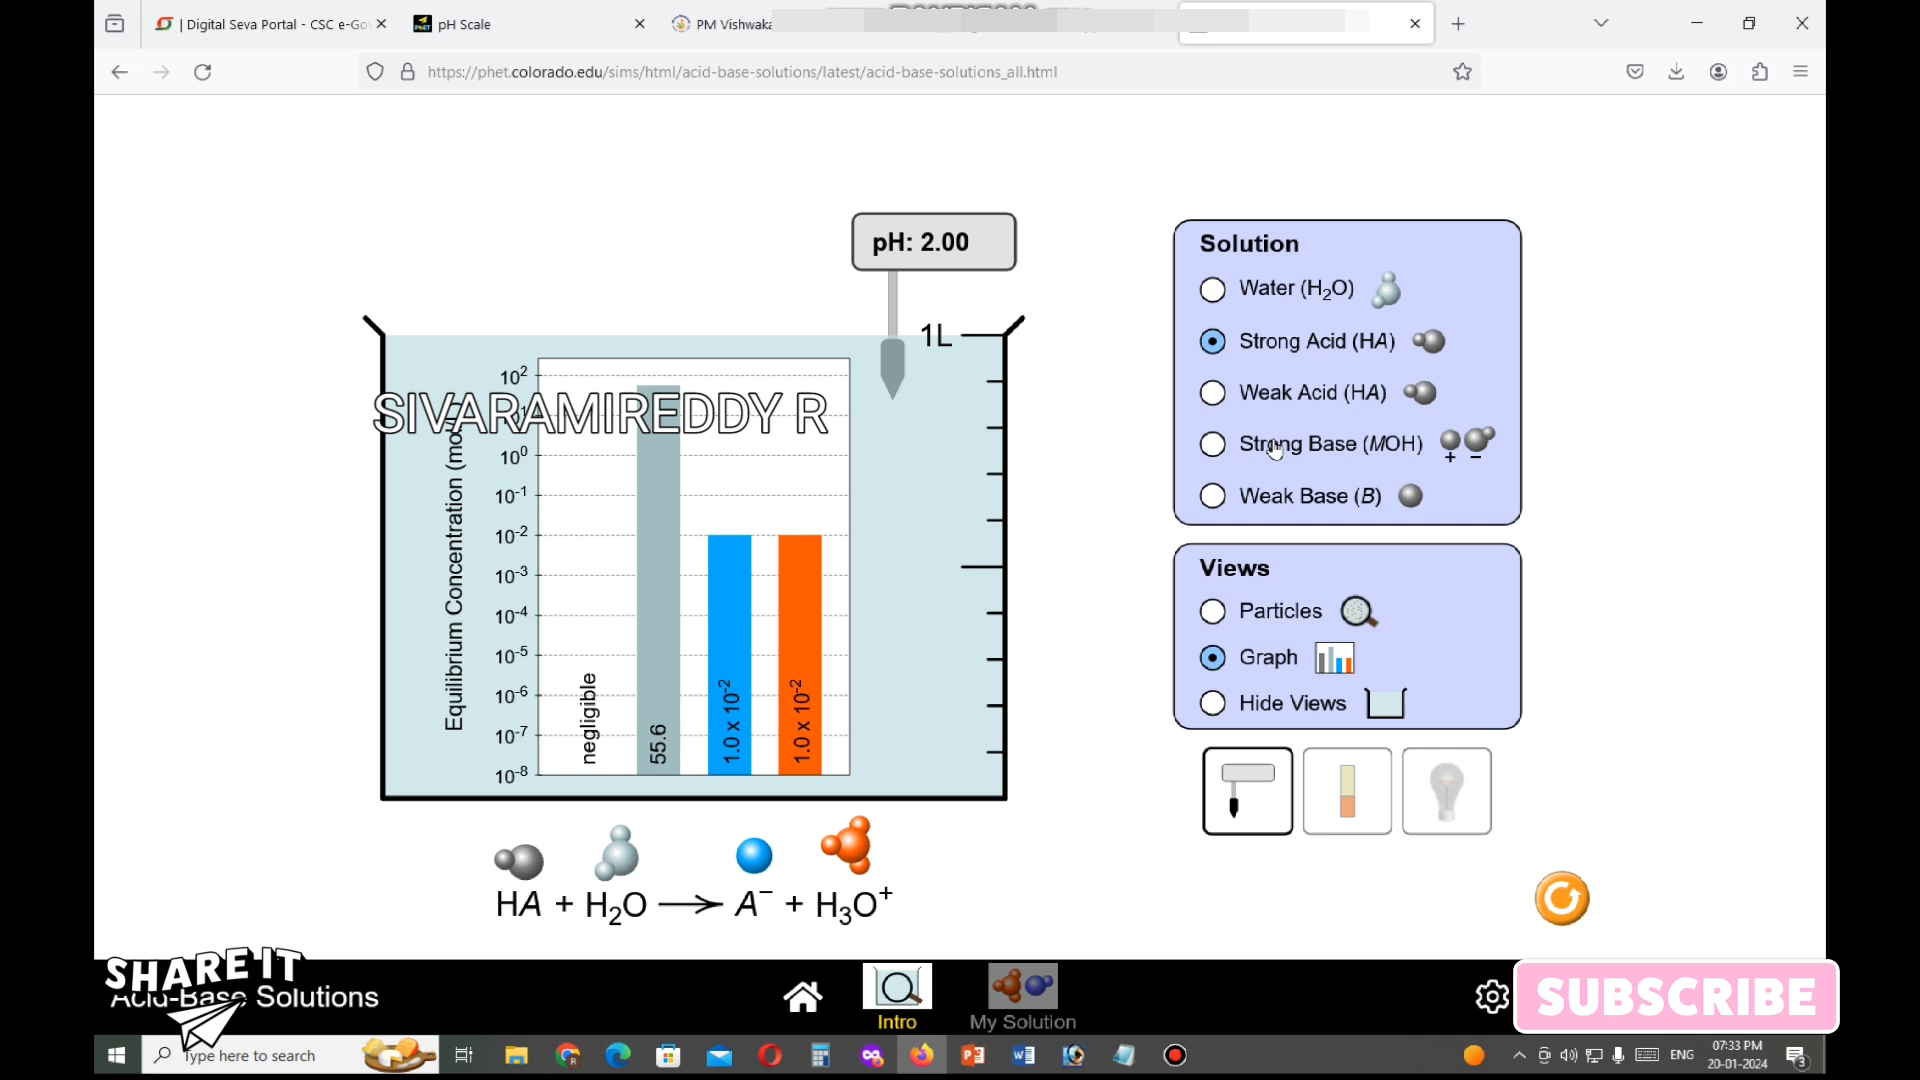 | Digital Seva Portal - CSC e-Go
pH Scale
PM Vishwaka
https://phet.colorado.edu/sims/html/acid-base-solutions/latest/acid-base-solutions_all.html
pH: 2.00
1L
SIVARAMIREDDY R
Equilibrium Concentration (mo
10²
10⁰
10⁻¹
10⁻²
10⁻³
10⁻⁴
10⁻⁵
10⁻⁶
10⁻⁷
10⁻⁸
negligible
55.6
1.0 x 10⁻²
1.0 x 10⁻²
HA + H₂O → A⁻ + H₃O⁺
Solution
Water (H₂O)
Strong Acid (HA)
Weak Acid (HA)
Strong Base (MOH)
+ −
Weak Base (B)
Views
Particles
Graph
Hide Views
SHARE IT
Acid-Base Solutions
Intro
My Solution
SUBSCRIBE
Type here to search
ENG
07:33 PM
20-01-2024
3